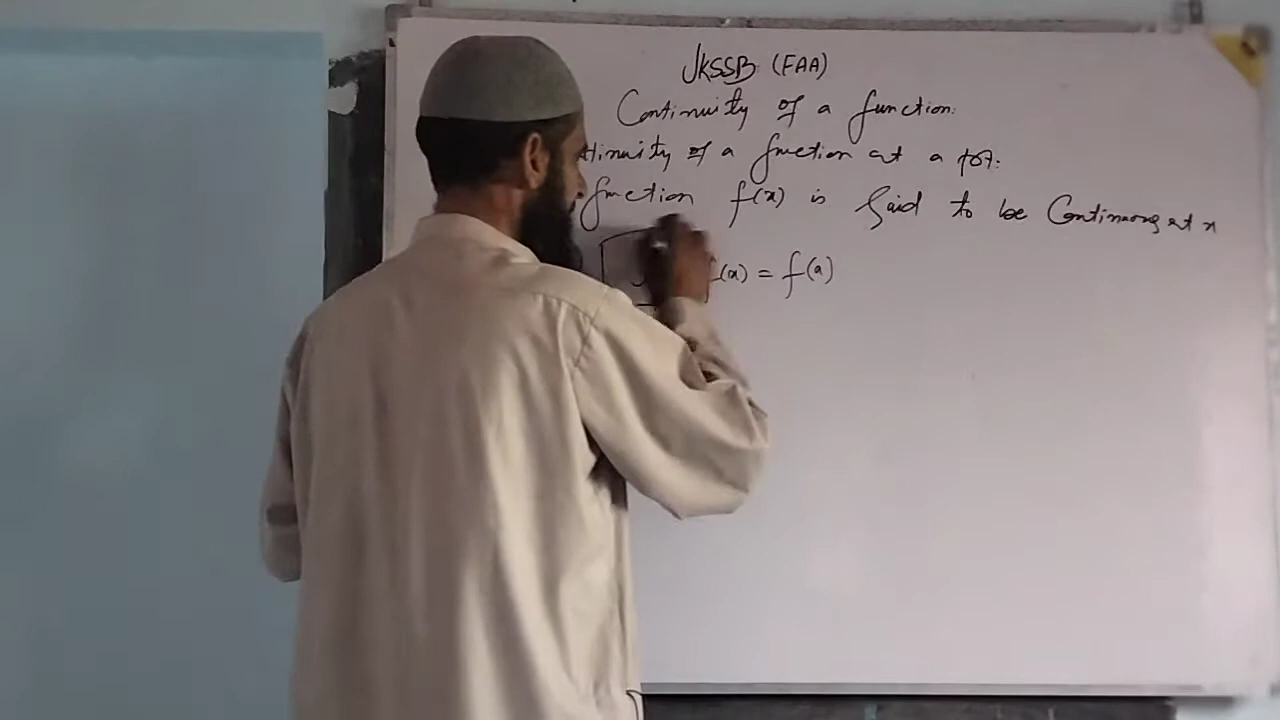 JKSSB (FAA)
Continuity of a function.
tinuity of a function at a pt.
function f(x) is said to be Continuous at x
f(x) = f(a)